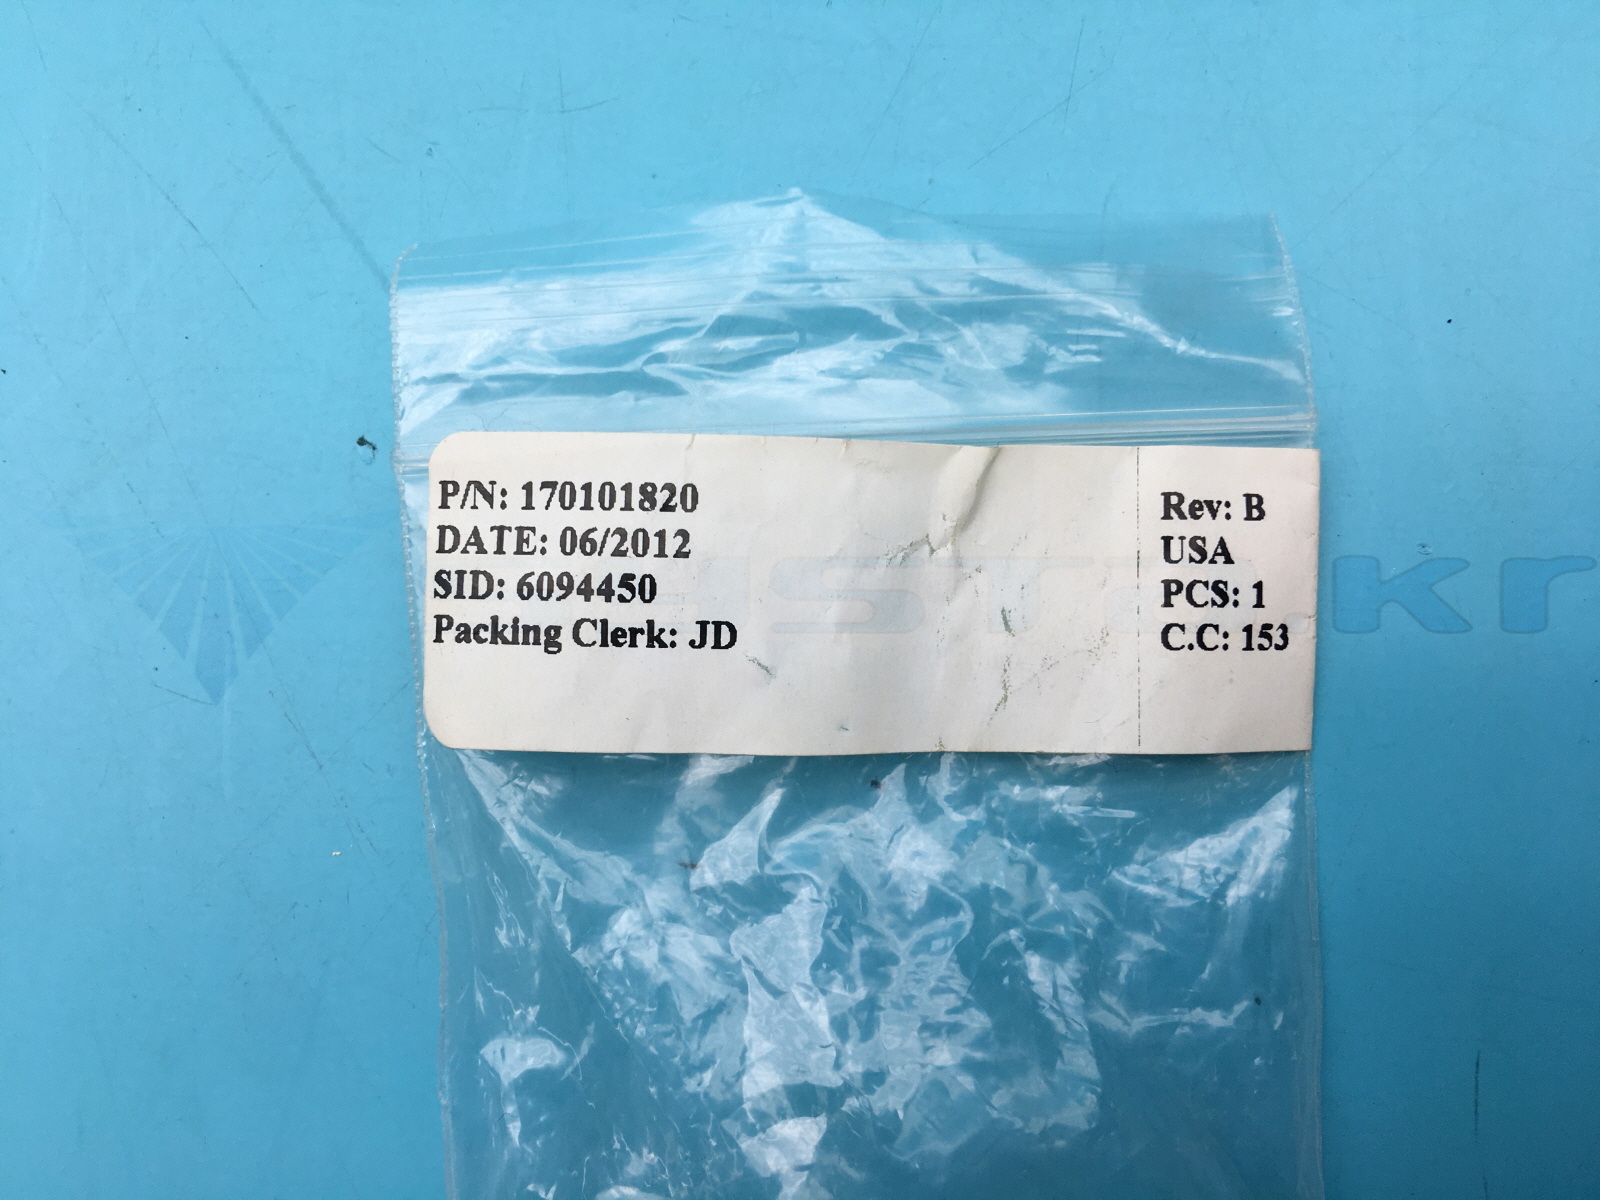 P/N: 170101820
DATE: 06/2012
SID: 6094450
Packing Clerk: JD
Rev: B
USA
PCS: 1
C.C: 153